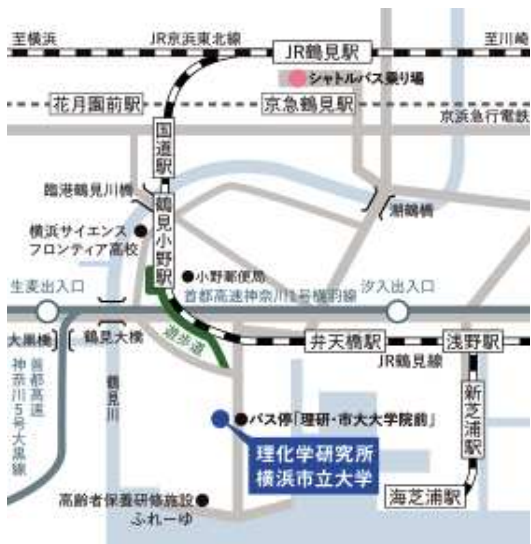 至横浜
JR京浜東北線
JR鶴見駅
至川崎
シャトルバス乗り場
花月園前駅
京急鶴見駅
京浜急行電鉄
国道駅
臨港鶴見川橋
鶴見小野駅
潮鶴橋
横浜サイエンス
フロンティア高校
小野郵便局
生麦出入口
首都高速神奈川1号横羽線
汐入出入口
大黒橋
鶴見大橋
遊歩道
弁天橋駅
浅野駅
JR鶴見線
首都高速
神奈川5号大黒線
鶴見川
新芝浦駅
バス停「理研・市大大学院前」
理化学研究所
横浜市立大学
海芝浦駅
高齢者保養研修施設
ふれーゆ